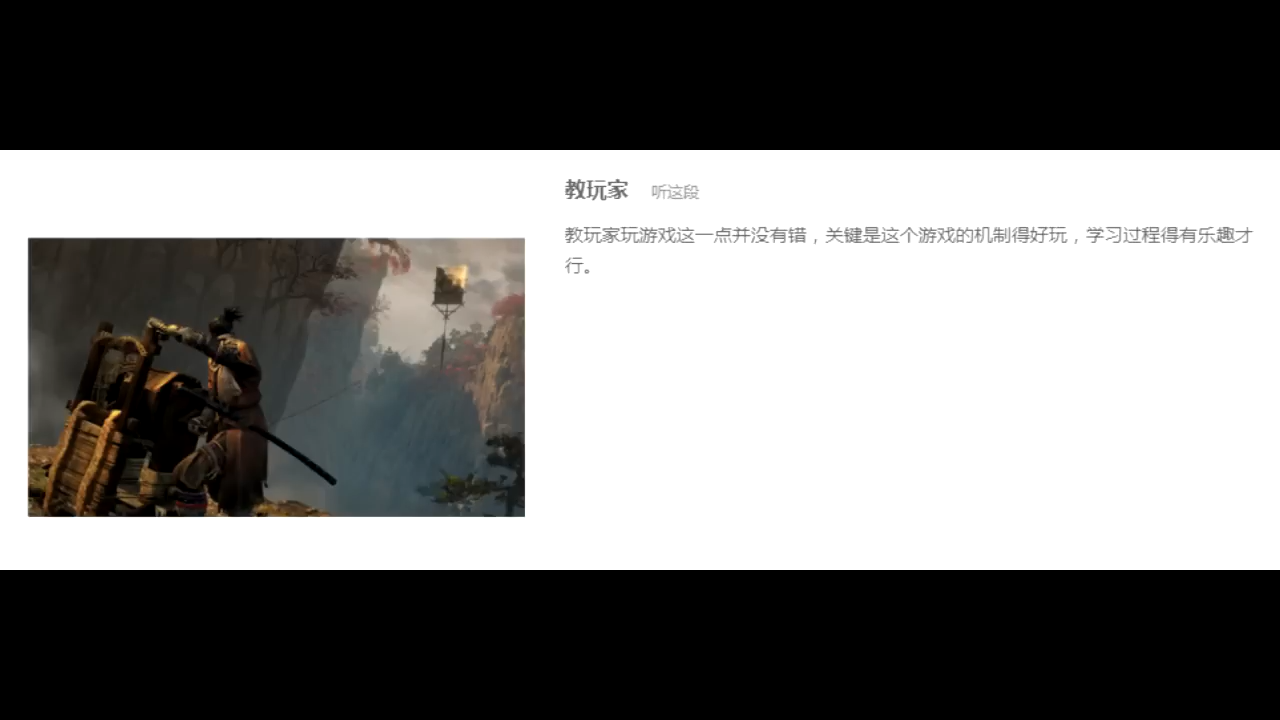 教玩家 听这段
教玩家玩游戏这一点并没有错，关键是这个游戏的机制得好玩，学习过程得有乐趣才
行。